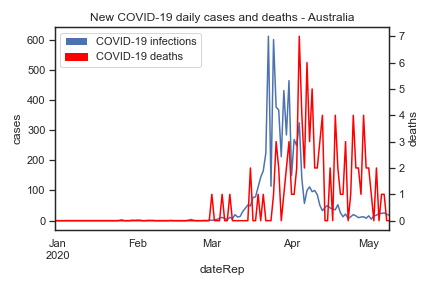 New COVID-19 daily cases and deaths - Australia
COVID-19 infections
COVID-19 deaths
600
500
400
300
200
100
0
cases
7
6
5
4
3
2
1
0
deaths
Jan
2020
Feb
Mar
Apr
May
dateRep